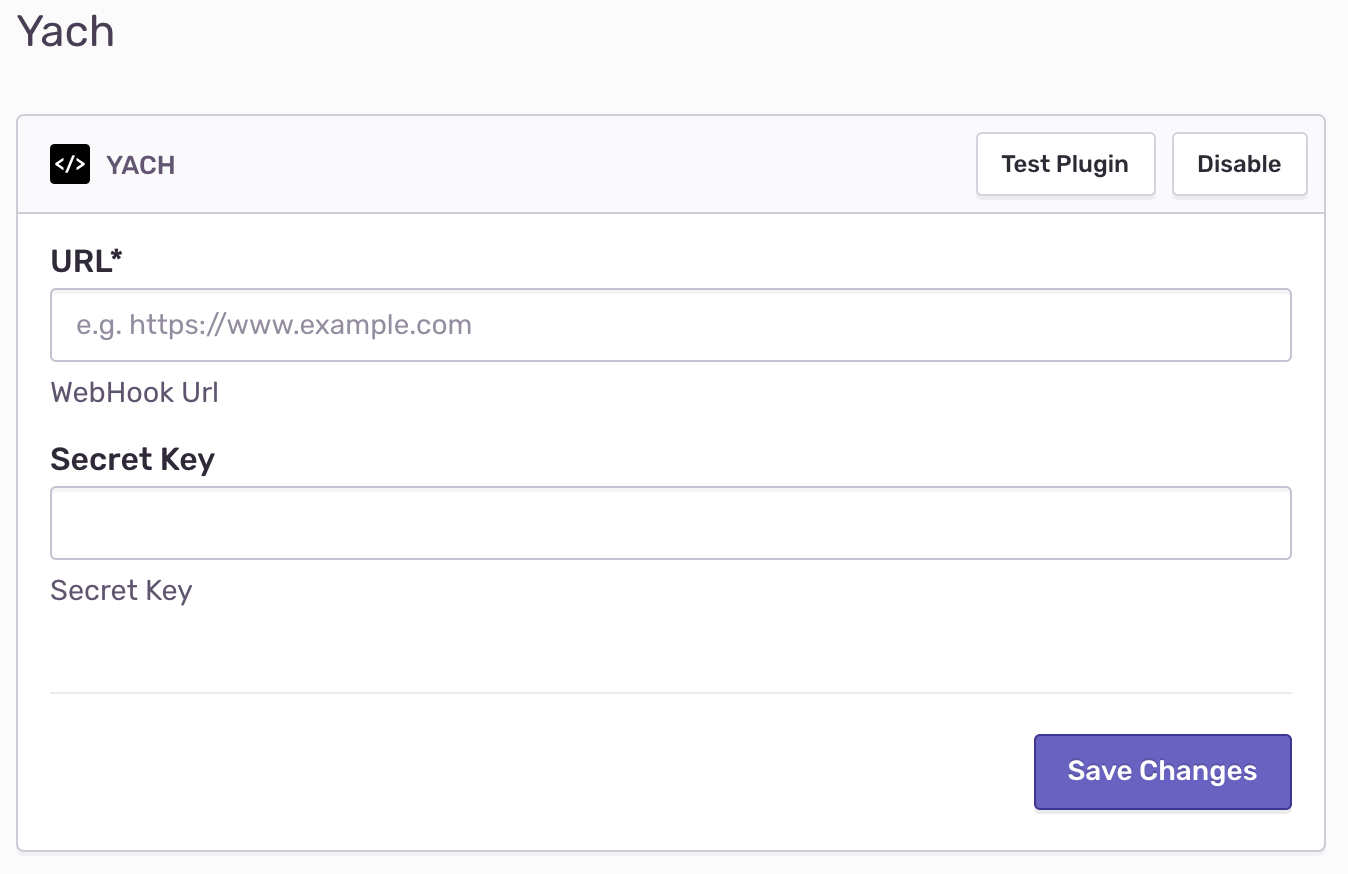 Yach
</> YACH
Test Plugin
Disable
URL*
e.g. https://www.example.com
WebHook Url
Secret Key
Secret Key
Save Changes